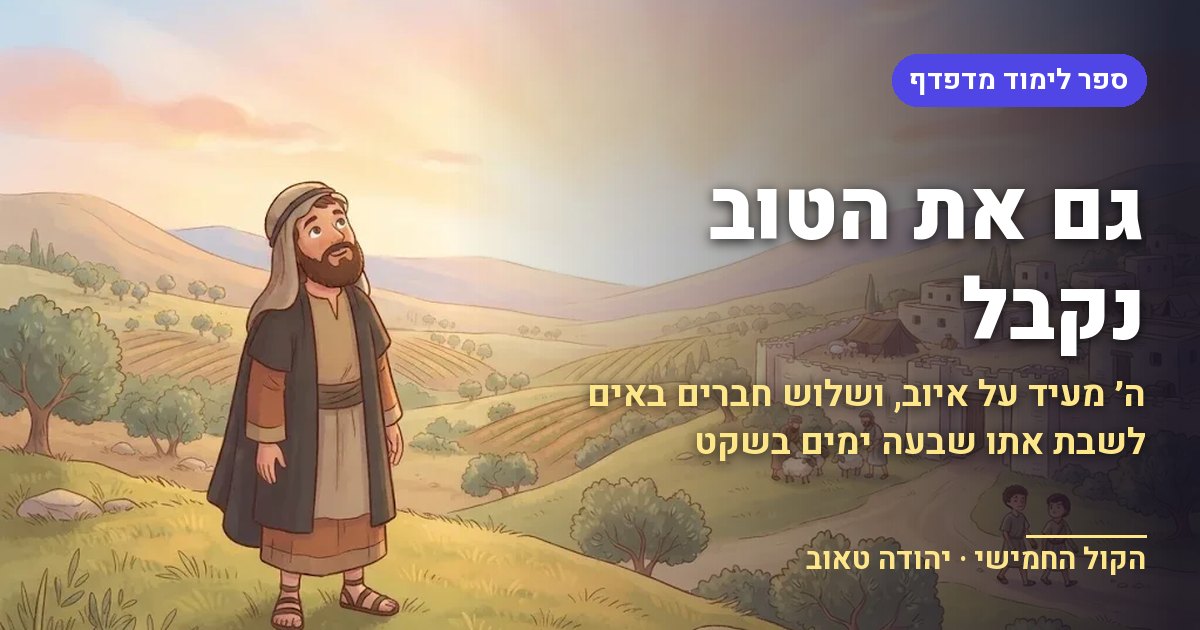 ספר לימוד מדפדף
גם את הטוב
נקבל
ה׳ מעיד על איוב, ושלוש חברים באים
לשבת אתו שבעה ימים בשקט
הקול החמישי · יהודה טאוב